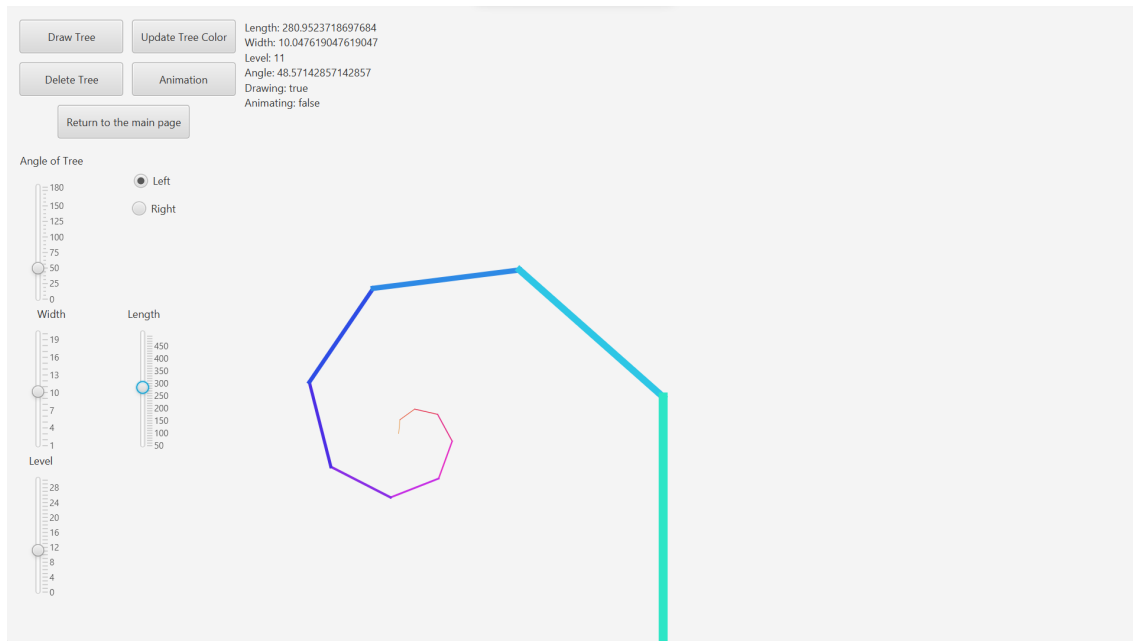 Draw Tree
Update Tree Color
Delete Tree
Animation
Return to the main page
Length: 280.9523718697684
Width: 10.047619047619047
Level: 11
Angle: 48.57142857142857
Drawing: true
Animating: false
Angle of Tree
180
150
125
100
75
50
25
0
Left
Right
Width
19
16
13
10
7
4
1
Length
450
400
350
300
250
200
150
100
50
Level
28
24
20
16
12
8
4
0